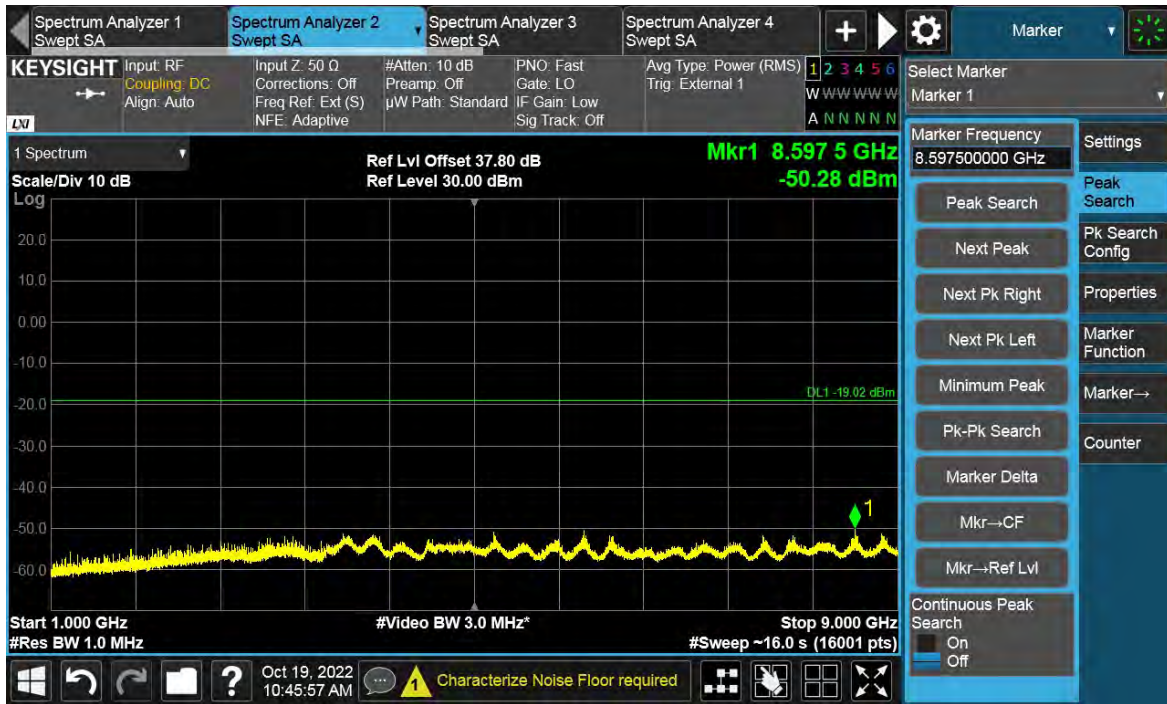 Spectrum Analyzer 1
Swept SA
Spectrum Analyzer 2
Swept SA
Spectrum Analyzer 3
Swept SA
Spectrum Analyzer 4
Swept SA
+
Marker
KEYSIGHT
LXI
Input: RF
Coupling: DC
Align: Auto
Input Z: 50 Ω
Corrections: Off
Freq Ref: Ext (S)
NFE: Adaptive
#Atten: 10 dB
Preamp: Off
µW Path: Standard
PNO: Fast
Gate: LO
IF Gain: Low
Sig Track: Off
Avg Type: Power (RMS)
Trig: External 1
1 2 3 4 5 6
W W W W W W
A N N N N N
Select Marker
Marker 1
1 Spectrum
Scale/Div 10 dB
Log
Ref Lvl Offset 37.80 dB
Ref Level 30.00 dBm
Mkr1 8.597 5 GHz
-50.28 dBm
20.0
10.0
0.00
-10.0
-20.0
-30.0
-40.0
-50.0
-60.0
DL1 -19.02 dBm
1
Start 1.000 GHz
#Res BW 1.0 MHz
#Video BW 3.0 MHz*
Stop 9.000 GHz
#Sweep ~16.0 s (16001 pts)
Marker Frequency
8.597500000 GHz
Peak Search
Next Peak
Next Pk Right
Next Pk Left
Minimum Peak
Pk-Pk Search
Marker Delta
Mkr→CF
Mkr→Ref Lvl
Continuous Peak
Search
On
Off
Settings
Peak
Search
Pk Search
Config
Properties
Marker
Function
Marker→
Counter
?
Oct 19, 2022
10:45:57 AM
1
Characterize Noise Floor required